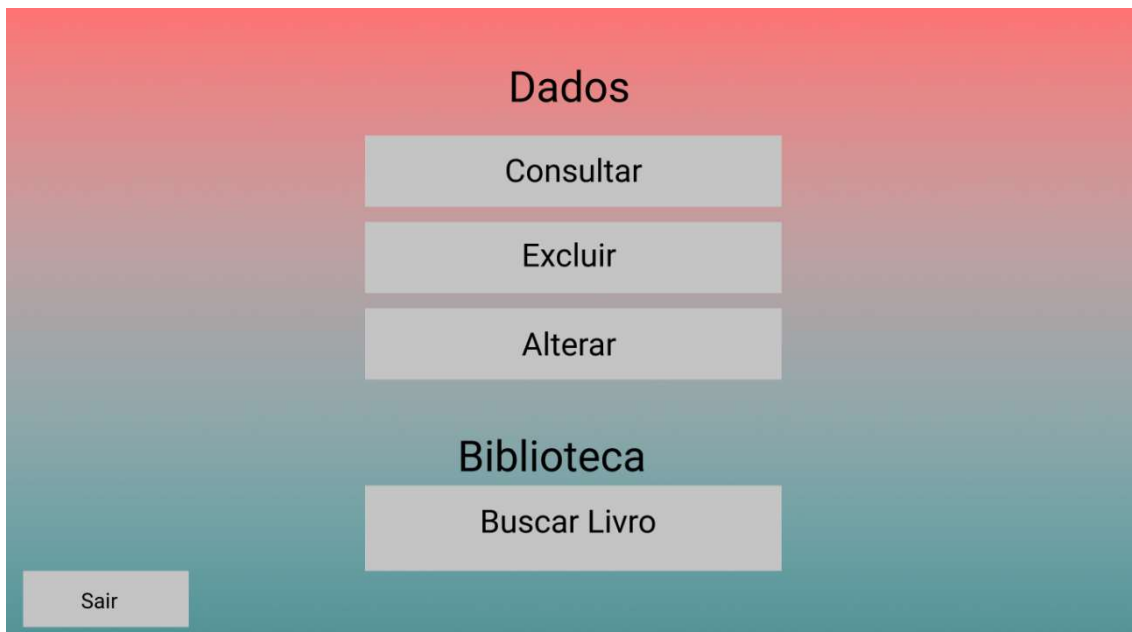 Dados
Consultar
Excluir
Alterar
Biblioteca
Buscar Livro
Sair